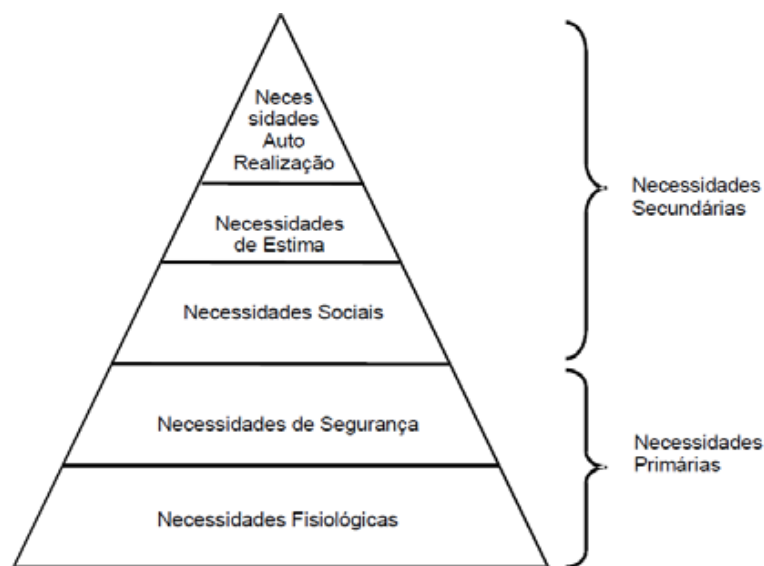 Neces
sidades
Auto
Realização
Necessidades
de Estima
Necessidades Sociais
Necessidades de Segurança
Necessidades Fisiológicas
Necessidades
Secundárias
Necessidades
Primárias